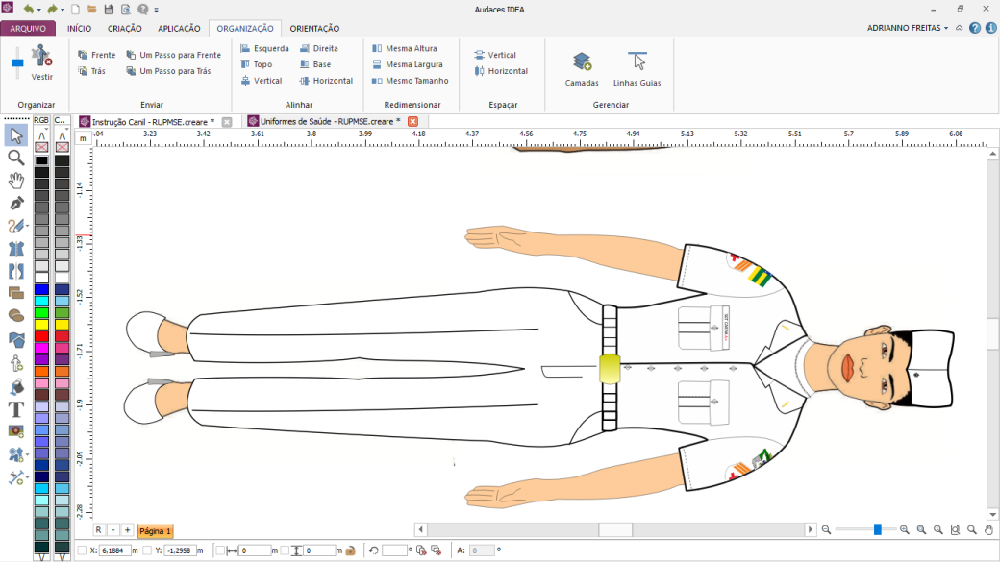 Audaces IDEA
ARQUIVO INÍCIO CRIAÇÃO APLICAÇÃO ORGANIZAÇÃO ORIENTAÇÃO ADRIANNO FREITAS
Vestir
Organizar
Frente Um Passo para Frente
Trás Um Passo para Trás
Enviar
Esquerda Direita
Topo Base
Vertical Horizontal
Alinhar
Mesma Altura
Mesma Largura
Mesmo Tamanho
Redimensionar
Vertical
Horizontal
Espaçar
Camadas Linhas Guias
Gerenciar
RGB C...
Instrução Canil - RUPMSE.creare *
Uniformes de Saúde - RUPMSE.creare *
m
.04 3.23 3.42 3.61 3.80 3.99 4.18 4.37 4.56 4.75 4.94 5.13 5.32 5.51 5.7 5.89 6.08
-1.14
-1.33
-1.52
-1.71
-1.9
-2.09
-2.28
R - + Página 1
X: 6,1884 m Y: -1,2958 m 0 m 0 m º A: 0 º